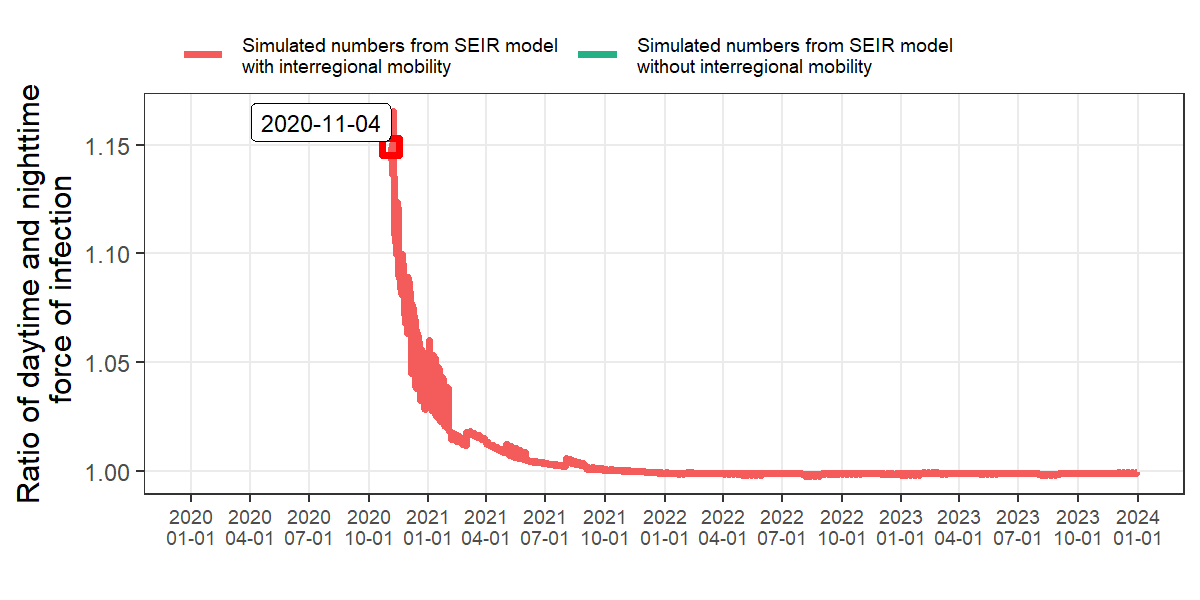 Simulated numbers from SEIR model
with interregional mobility
Simulated numbers from SEIR model
without interregional mobility
Ratio of daytime and nighttime
force of infection
2020-11-04
1.15
1.10
1.05
1.00
2020 2020 2020 2020 2021 2021 2021 2021 2022 2022 2022 2022 2023 2023 2023 2023 2024
01-01 04-01 07-01 10-01 01-01 04-01 07-01 10-01 01-01 04-01 07-01 10-01 01-01 04-01 07-01 10-01 01-01